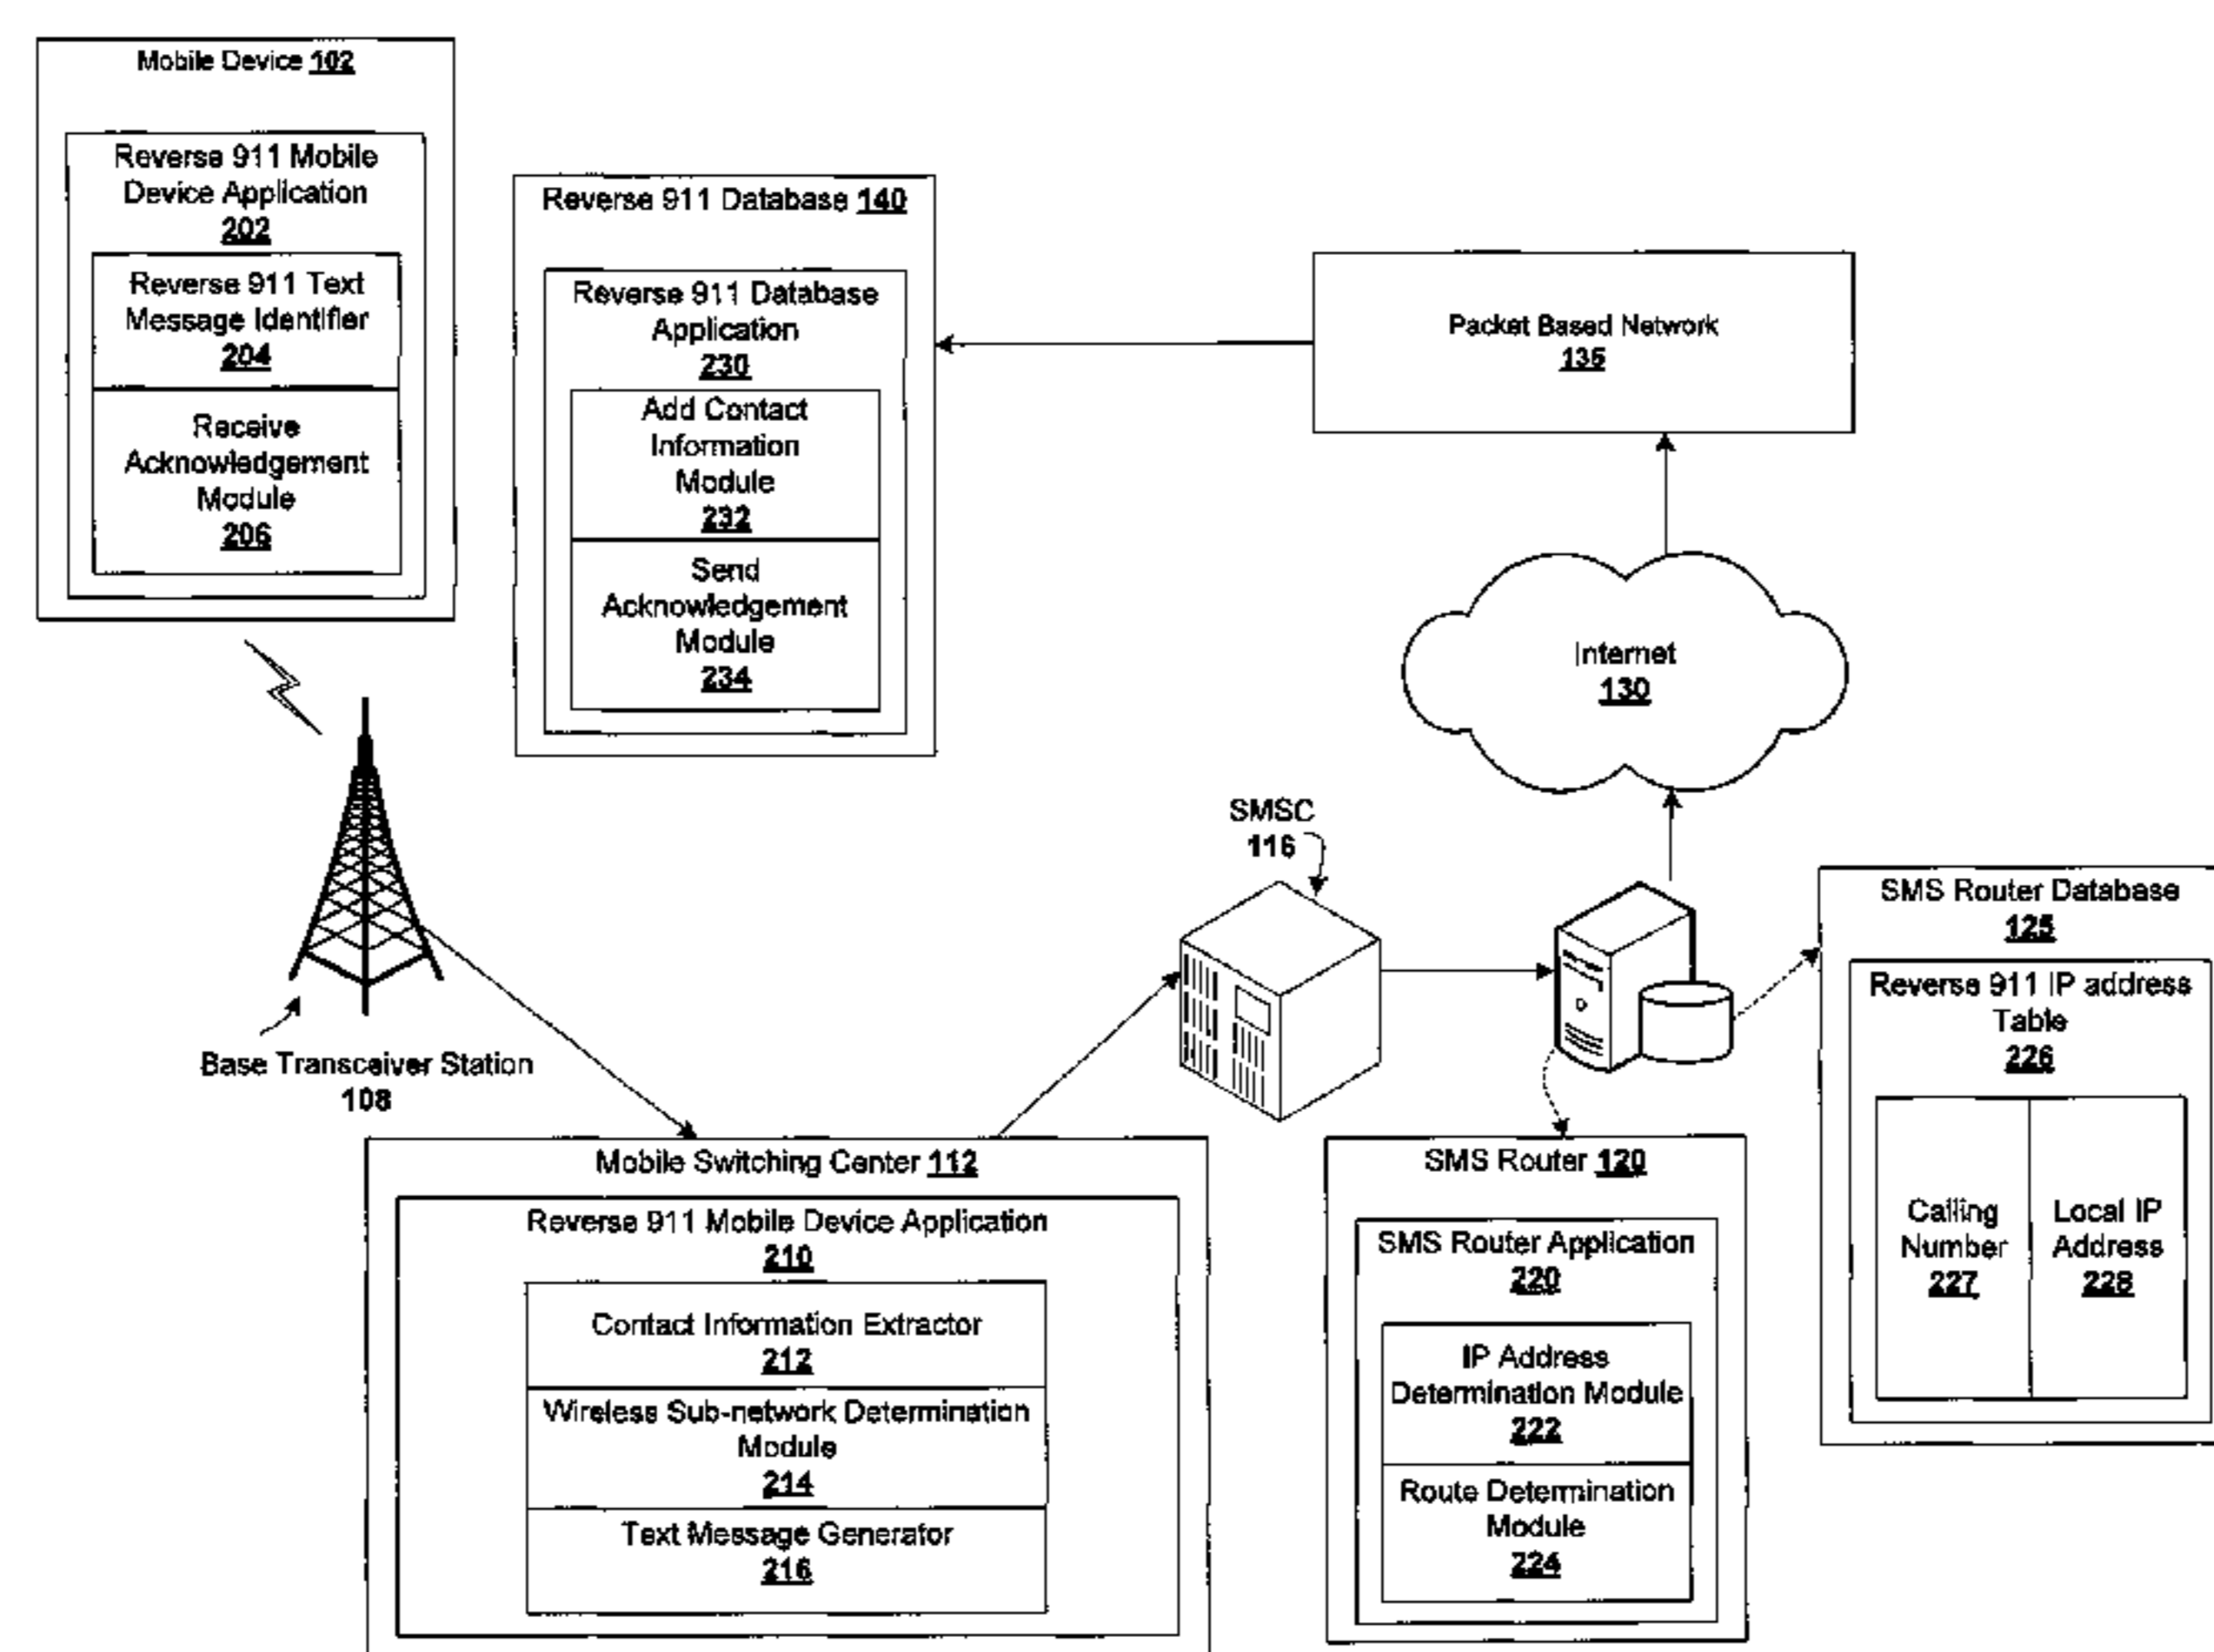 Mobile Device 102
Reverse 911 Mobile
Device Application
202
Reverse 911 Text
Message Identifier
204
Receive
Acknowledgement
Module
206
Reverse 911 Database 140
Reverse 911 Database
Application
230
Add Contact
Information
Module
232
Send
Acknowledgement
Module
234
Packet Based Network
135
Internet
130
SMSC
116
Base Transceiver Station
108
SMS Router Database
125
Reverse 911 IP address
Table
226
Calling
Number
227
Local IP
Address
228
Mobile Switching Center 112
Reverse 911 Mobile Device Application
210
Contact Information Extractor
212
Wireless Sub-network Determination
Module
214
Text Message Generator
216
SMS Router 120
SMS Router Application
220
IP Address
Determination Module
222
Route Determination
Module
224